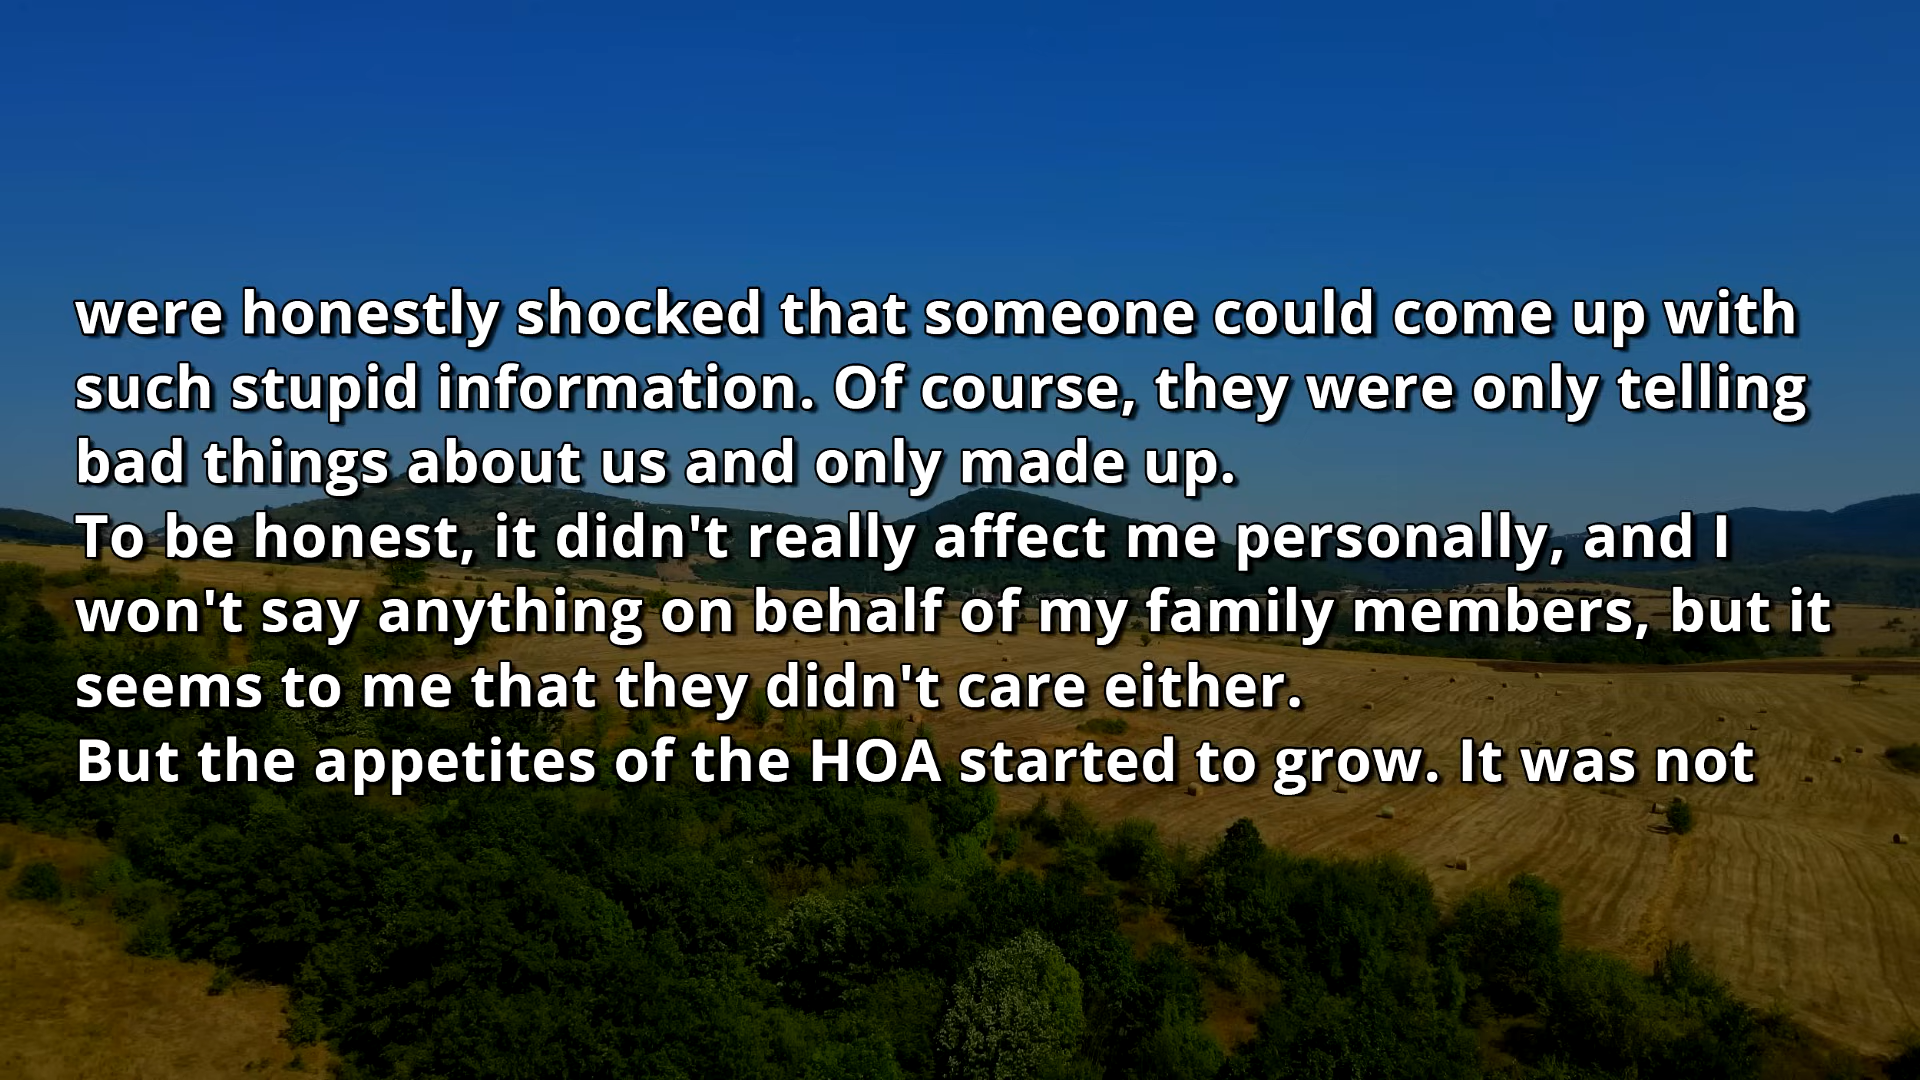 were honestly shocked that someone could come up with
such stupid information. Of course, they were only telling
bad things about us and only made up.
To be honest, it didn't really affect me personally, and I
won't say anything on behalf of my family members, but it
seems to me that they didn't care either.
But the appetites of the HOA started to grow. It was not